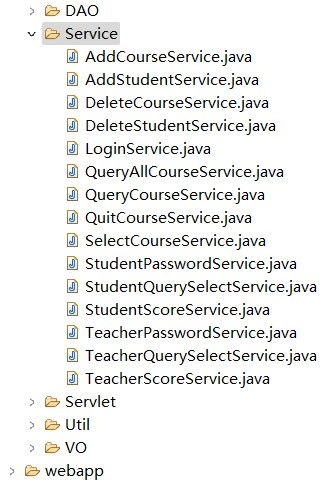 DAO
Service
AddCourseService.java
AddStudentService.java
DeleteCourseService.java
DeleteStudentService.java
LoginService.java
QueryAllCourseService.java
QueryCourseService.java
QuitCourseService.java
SelectCourseService.java
StudentPasswordService.java
StudentQuerySelectService.java
StudentScoreService.java
TeacherPasswordService.java
TeacherQuerySelectService.java
TeacherScoreService.java
Servlet
Util
VO
webapp